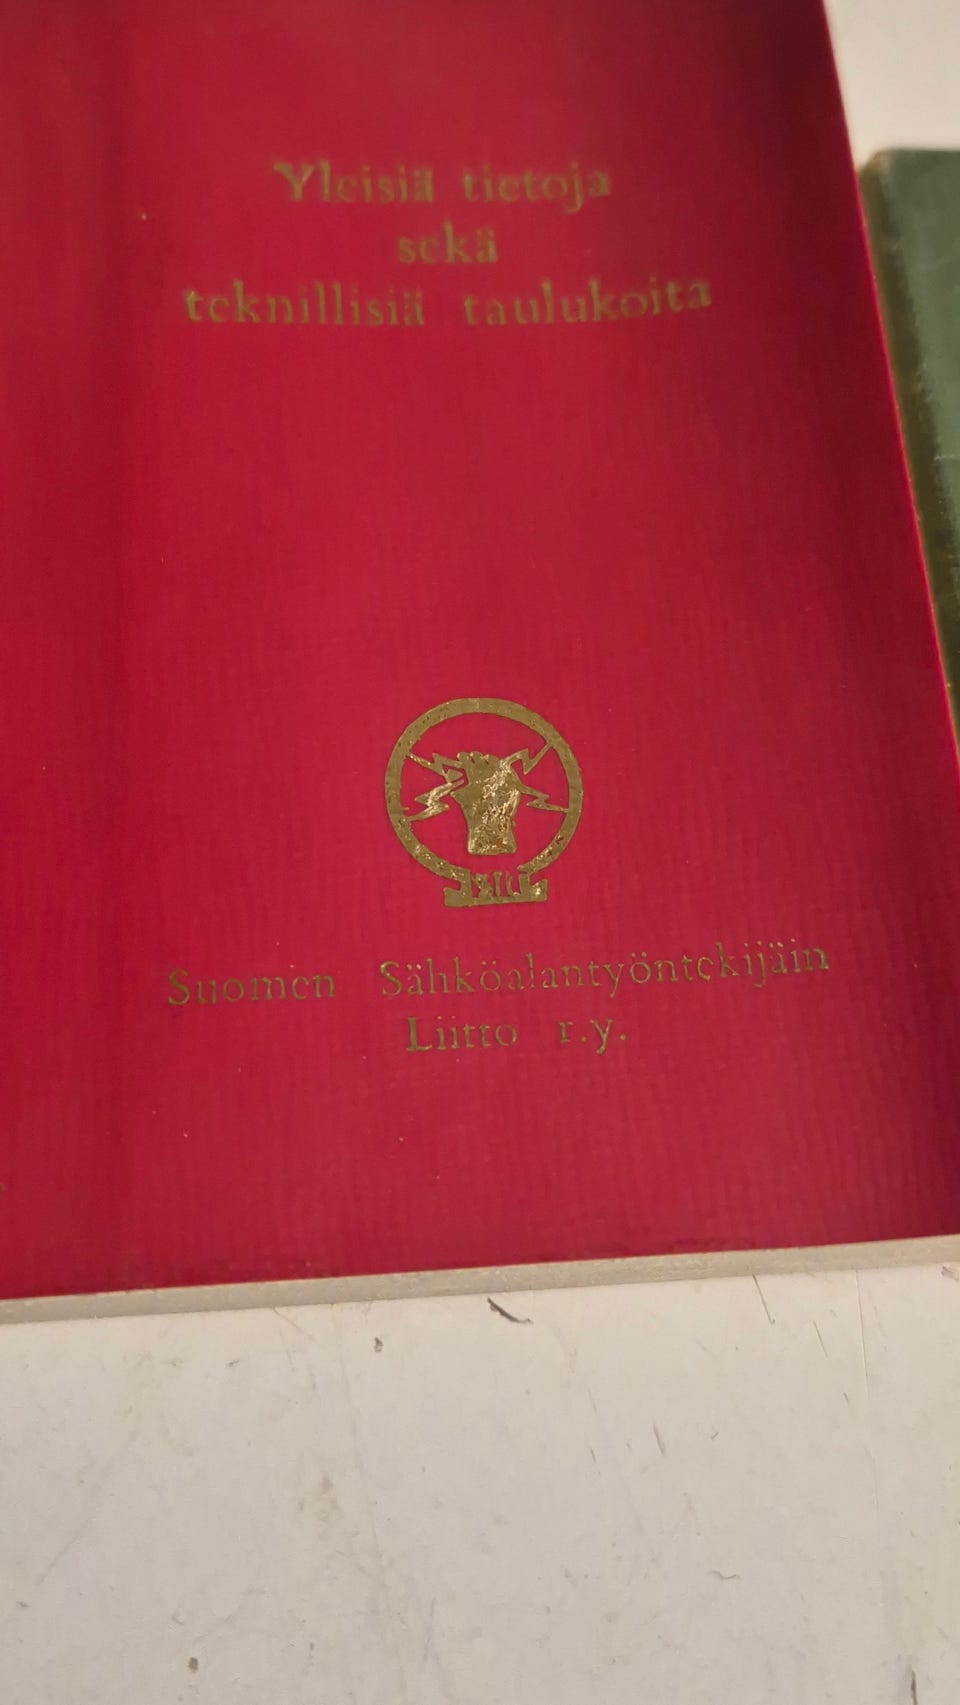 Yleisiä tietoja
sekä
teknillisiä taulukoita
Suomen Sähköalantyöntekijäin
Liitto r.y.